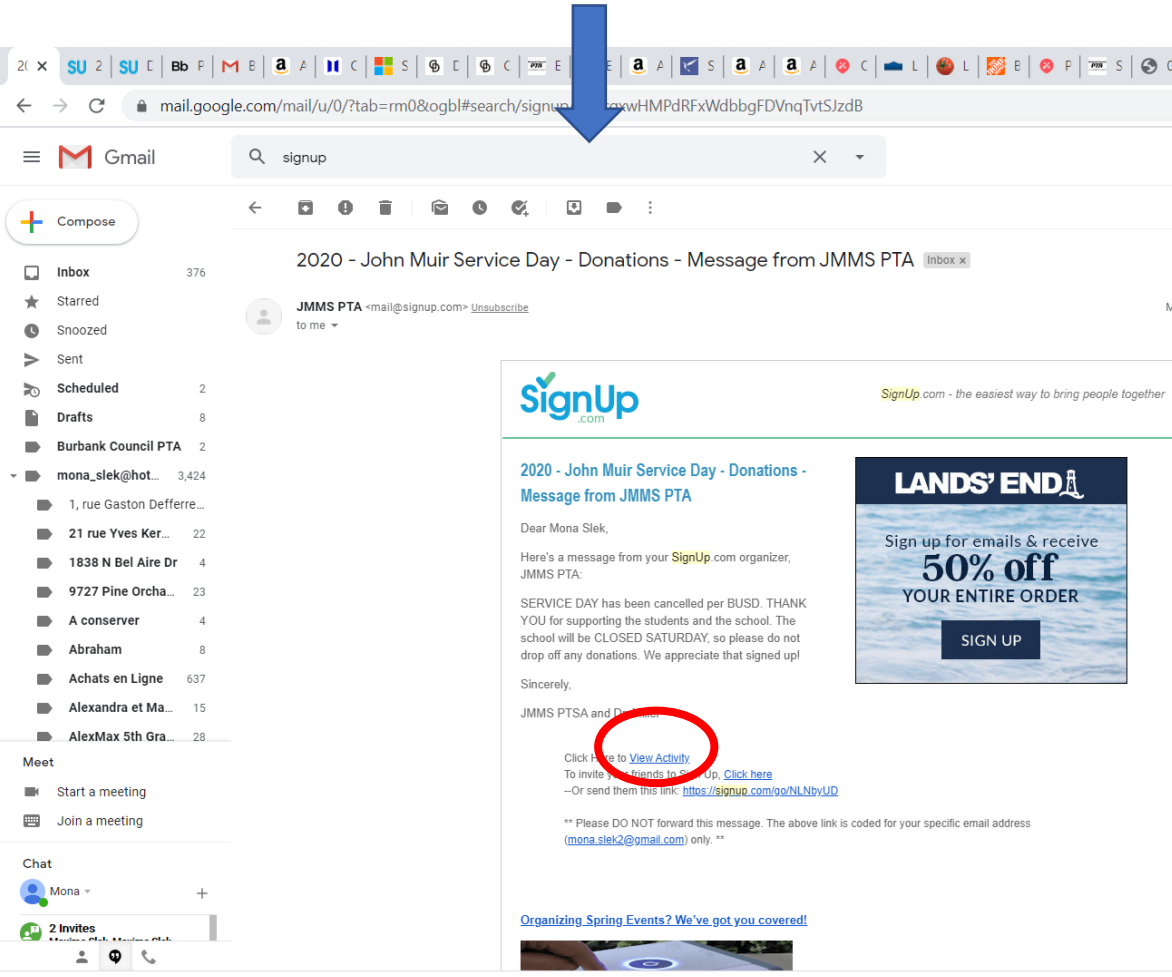 SU 2 SU Bb P M B a A C S E a A S a A a A C L L B P PTA S
mail.google.com/mail/u/0/?tab=rm0&ogbl#search/signup
Gmail
signup
Compose
Inbox 376
Starred
Snoozed
Sent
Scheduled 2
Drafts 8
Burbank Council PTA 2
mona_slek@hot... 3,424
1, rue Gaston Defferre...
21 rue Yves Ker... 22
1838 N Bel Aire Dr 4
9727 Pine Orcha... 23
A conserver 4
Abraham 8
Achats en Ligne 637
Alexandra et Ma... 15
AlexMax 5th Gra... 28
Meet
Start a meeting
Join a meeting
Chat
Mona
2 Invites
2020 - John Muir Service Day - Donations - Message from JMMS PTA Inbox x
JMMS PTA <mail@signup.com> Unsubscribe
to me
SignUp
.com
SignUp.com - the easiest way to bring people together
2020 - John Muir Service Day - Donations -
Message from JMMS PTA
Dear Mona Slek,
Here's a message from your SignUp.com organizer,
JMMS PTA:
SERVICE DAY has been cancelled per BUSD. THANK
YOU for supporting the students and the school. The
school will be CLOSED SATURDAY, so please do not
drop off any donations. We appreciate that signed up!
Sincerely,
JMMS PTSA and
LANDS' END
Sign up for emails & receive
50% off
YOUR ENTIRE ORDER
SIGN UP
Click Here to View Activity
To invite your friends to Sign Up, Click here
--Or send them this link: https://signup.com/go/NLNbyUD
** Please DO NOT forward this message. The above link is coded for your specific email address
(mona.slek2@gmail.com) only. **
Organizing Spring Events? We've got you covered!